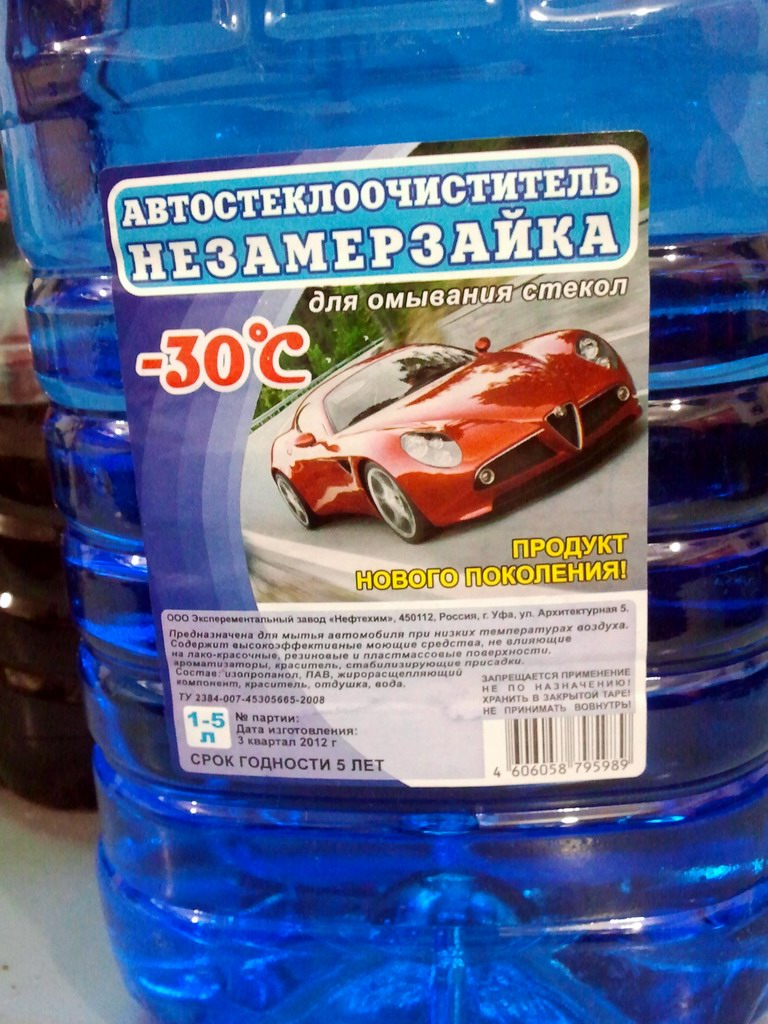 АВТОСТЕКЛООЧИСТИТЕЛЬ
НЕЗАМЕРЗАЙКА
для омывания стекол
-30°С
ПРОДУКТ
НОВОГО ПОКОЛЕНИЯ!
ООО Эксперементальный завод «Нефтехим», 450112, Россия, г. Уфа, ул. Архитектурная 5.
Предназначена для мытья автомобиля при низких температурах воздуха.
Содержит высокоэффективные моющие средства, не влияющие
на лако-красочные, резиновые и пластмассовые поверхности,
ароматизаторы, краситель, стабилизирующие присадки.
Состав: изопропанол, ПАВ, жирорасщепляющий
компонент, краситель, отдушка, вода.
ТУ 2384-007-45305665-2008
ЗАПРЕЩАЕТСЯ ПРИМЕНЕНИЕ
НЕ ПО НАЗНАЧЕНИЮ!
ХРАНИТЬ В ЗАКРЫТОЙ ТАРЕ!
НЕ ПРИНИМАТЬ ВОВНУТРЬ!
1-5
л
№ партии:
Дата изготовления:
3 квартал 2012 г
СРОК ГОДНОСТИ 5 ЛЕТ
4 606058 795989